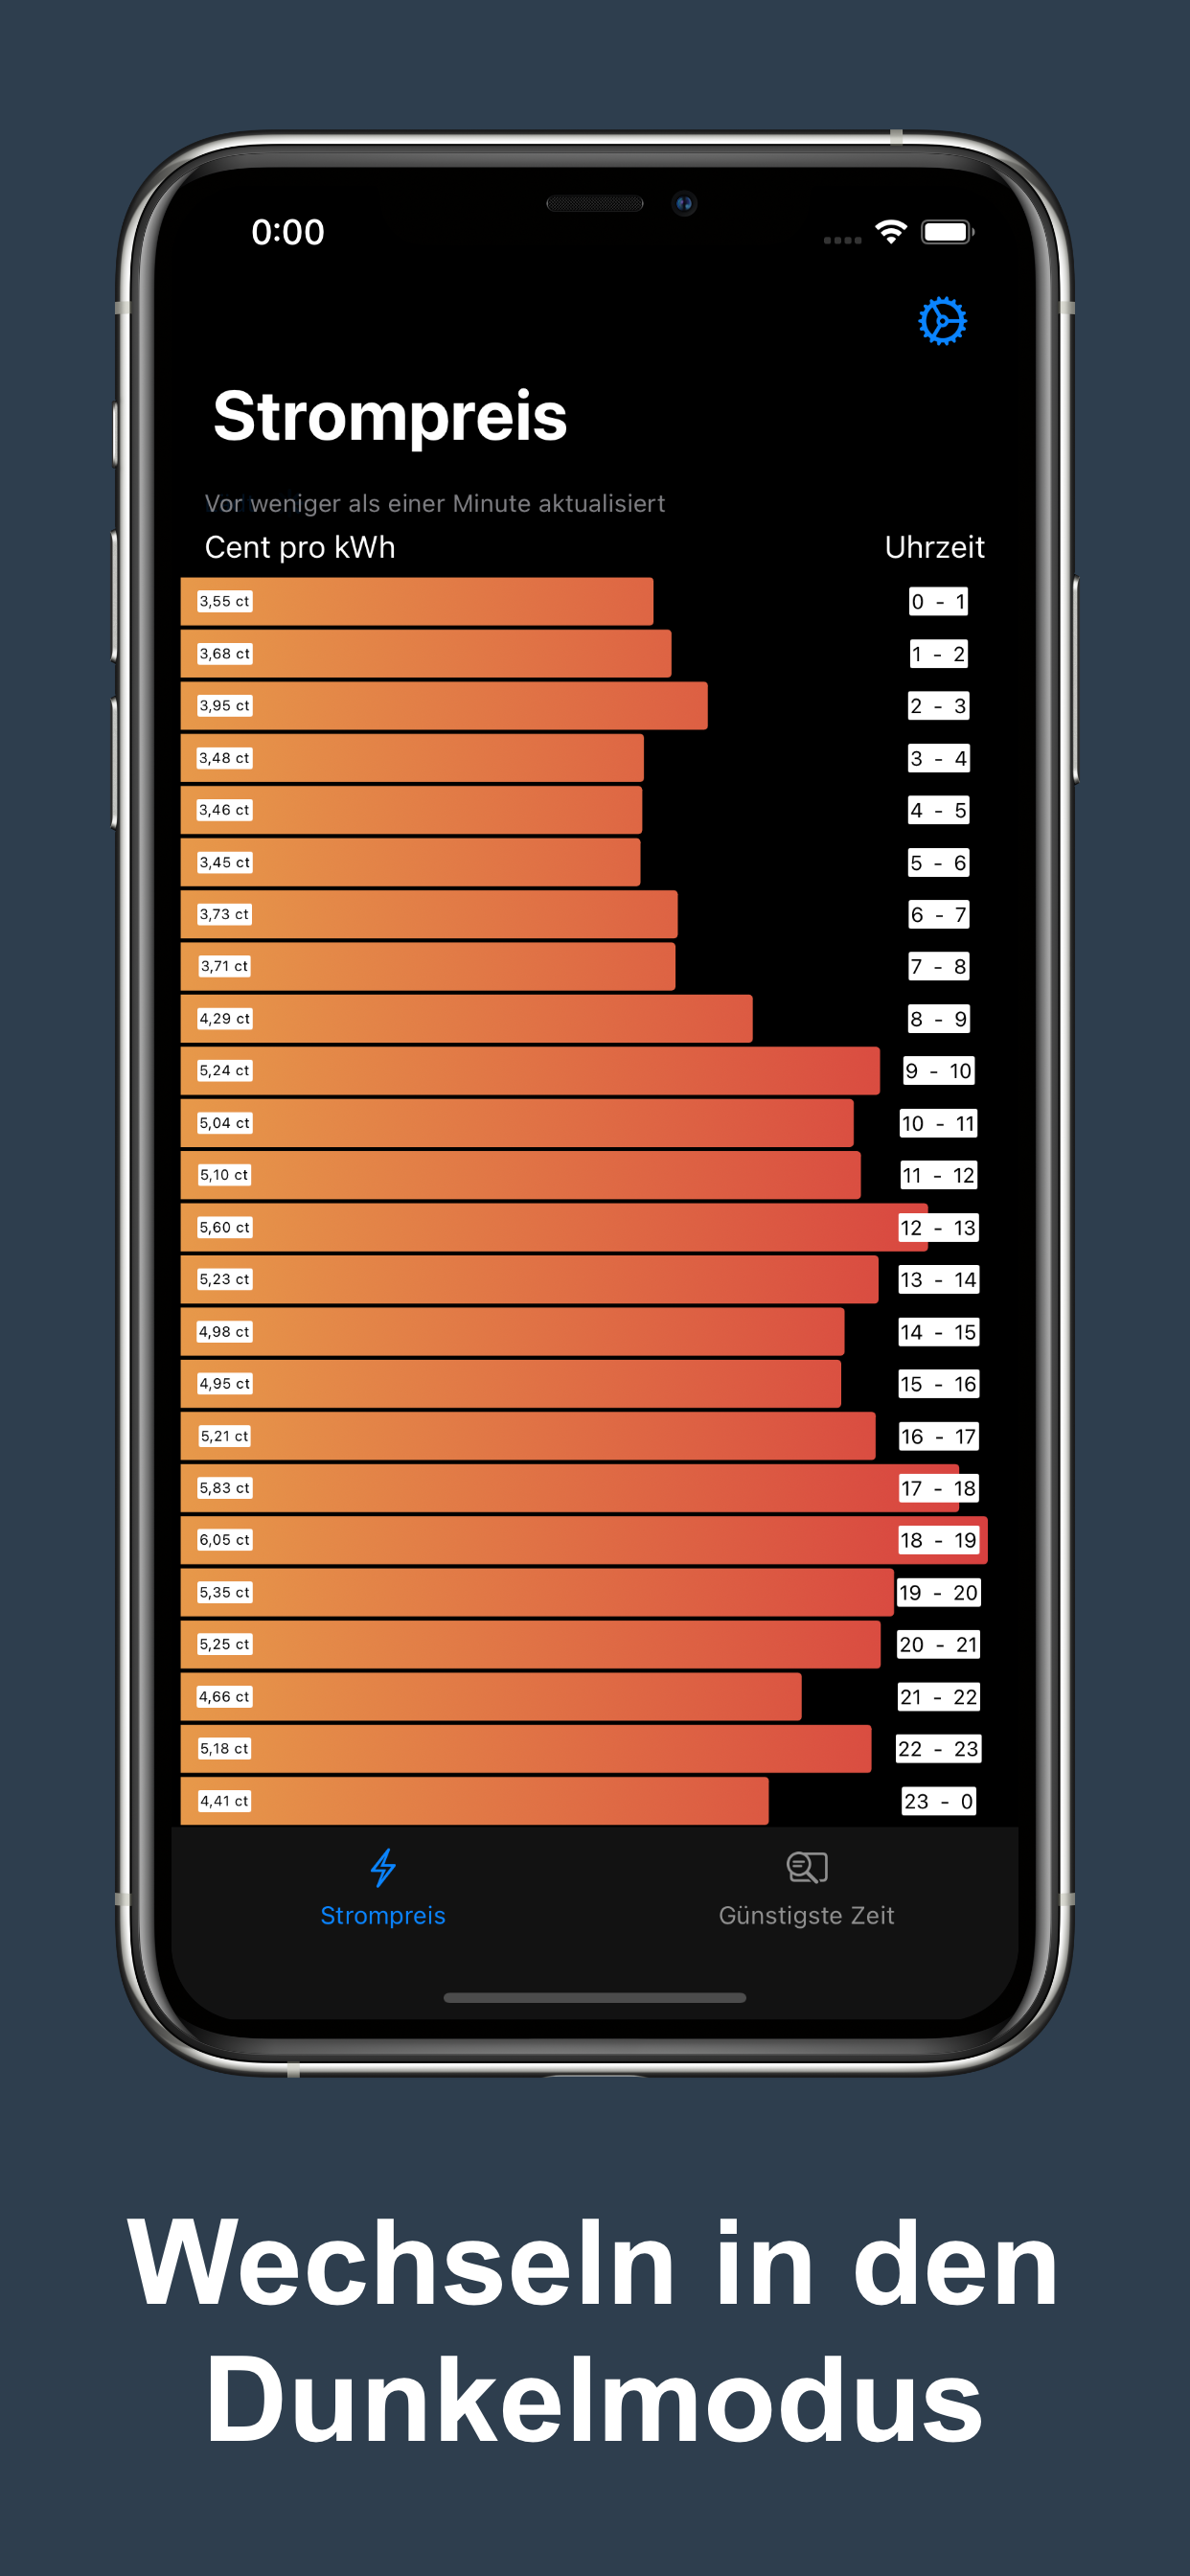 0:00
Strompreis
Vor weniger als einer Minute aktualisiert
Cent pro kWh Uhrzeit
3,55 ct 0 - 1
3,68 ct 1 - 2
3,95 ct 2 - 3
3,48 ct 3 - 4
3,46 ct 4 - 5
3,45 ct 5 - 6
3,73 ct 6 - 7
3,71 ct 7 - 8
4,29 ct 8 - 9
5,24 ct 9 - 10
5,04 ct 10 - 11
5,10 ct 11 - 12
5,60 ct 12 - 13
5,23 ct 13 - 14
4,98 ct 14 - 15
4,95 ct 15 - 16
5,21 ct 16 - 17
5,83 ct 17 - 18
6,05 ct 18 - 19
5,35 ct 19 - 20
5,25 ct 20 - 21
4,66 ct 21 - 22
5,18 ct 22 - 23
4,41 ct 23 - 0
Strompreis Günstigste Zeit
Wechseln in den
Dunkelmodus